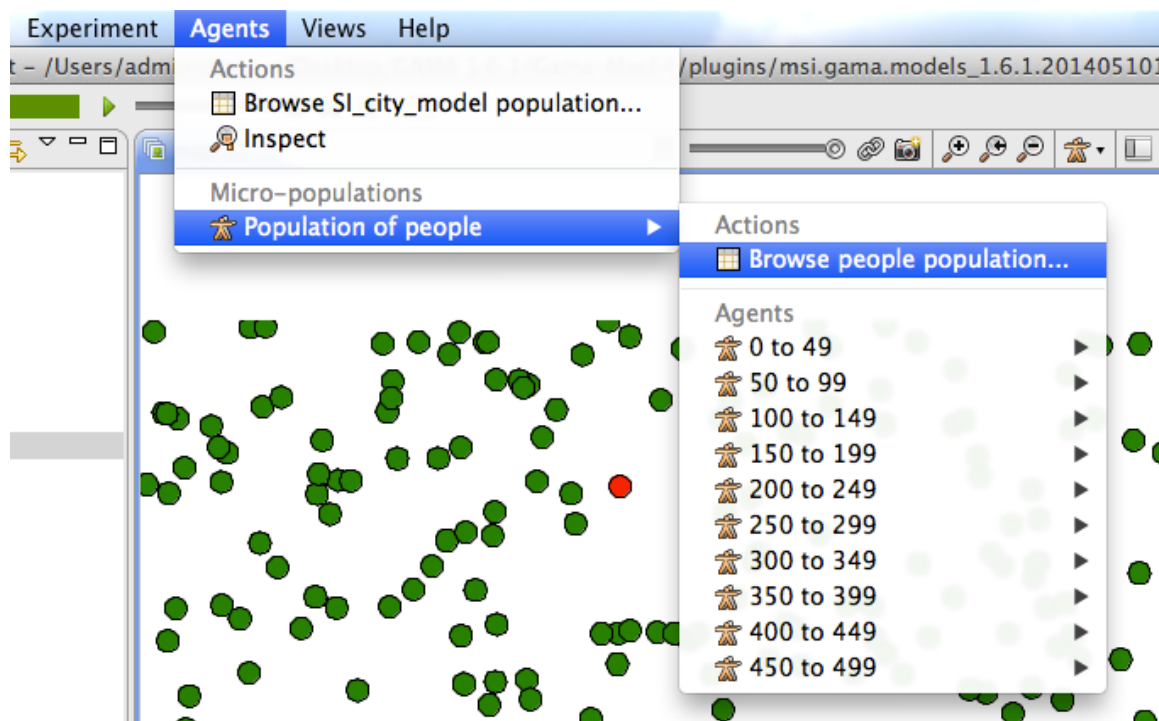 Experiment Agents Views Help
t - /Users/admi /plugins/msi.gama.models_1.6.1.201405101
Actions
Browse SI_city_model population...
Inspect
Micro-populations
Population of people
Actions
Browse people population...
Agents
0 to 49
50 to 99
100 to 149
150 to 199
200 to 249
250 to 299
300 to 349
350 to 399
400 to 449
450 to 499